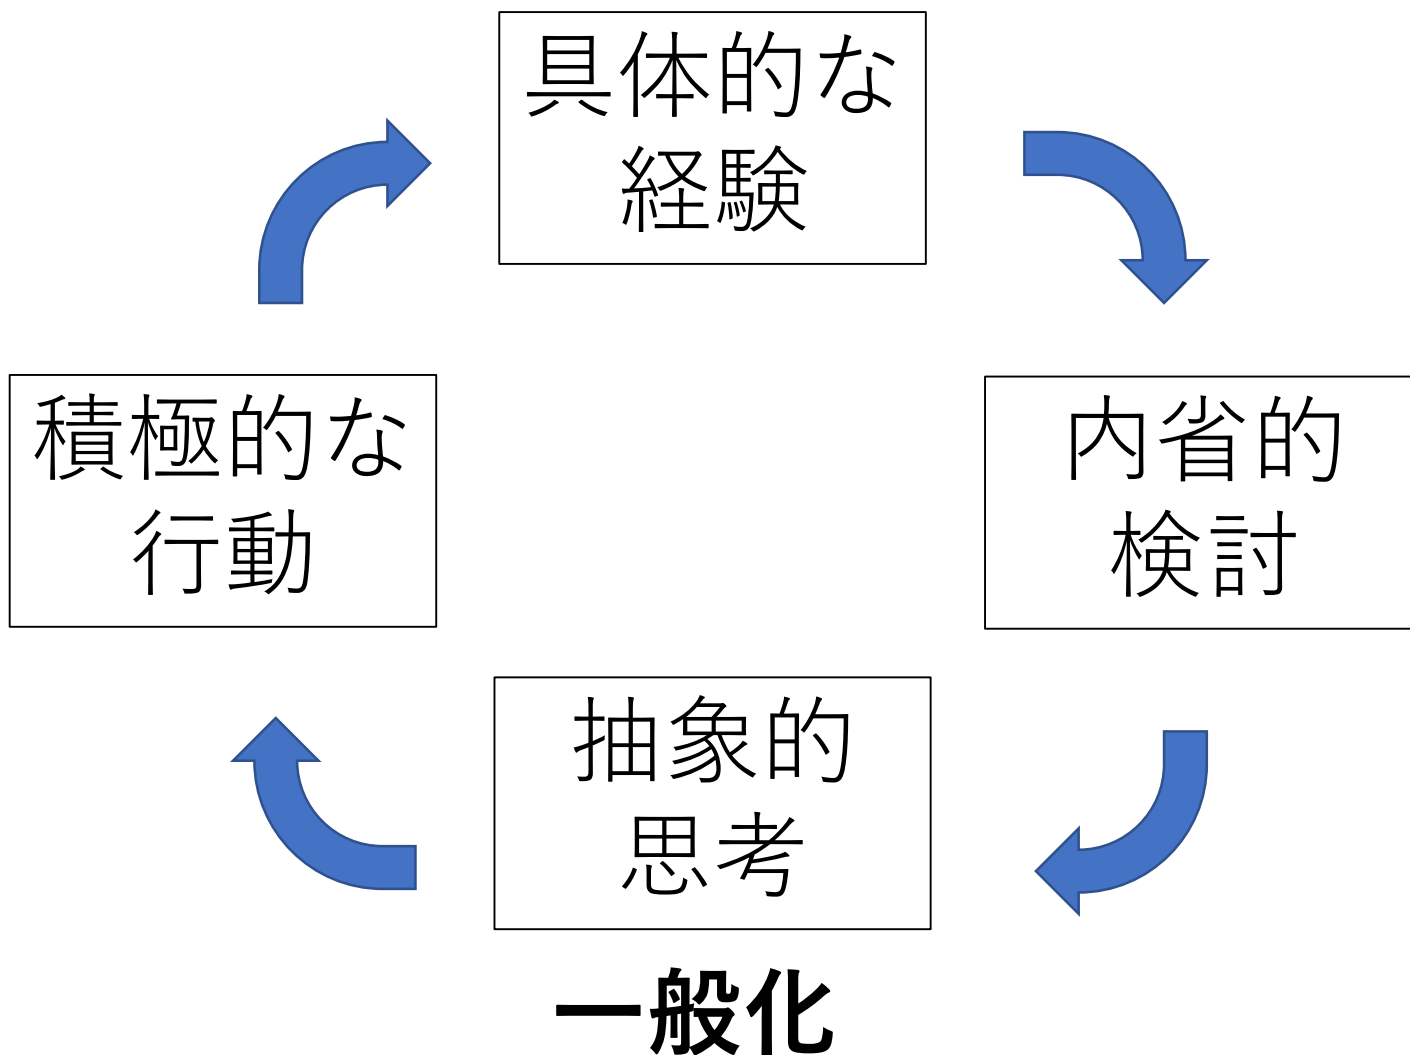 具体的な
経験
積極的な
行動
内省的
検討
抽象的
思考
一般化